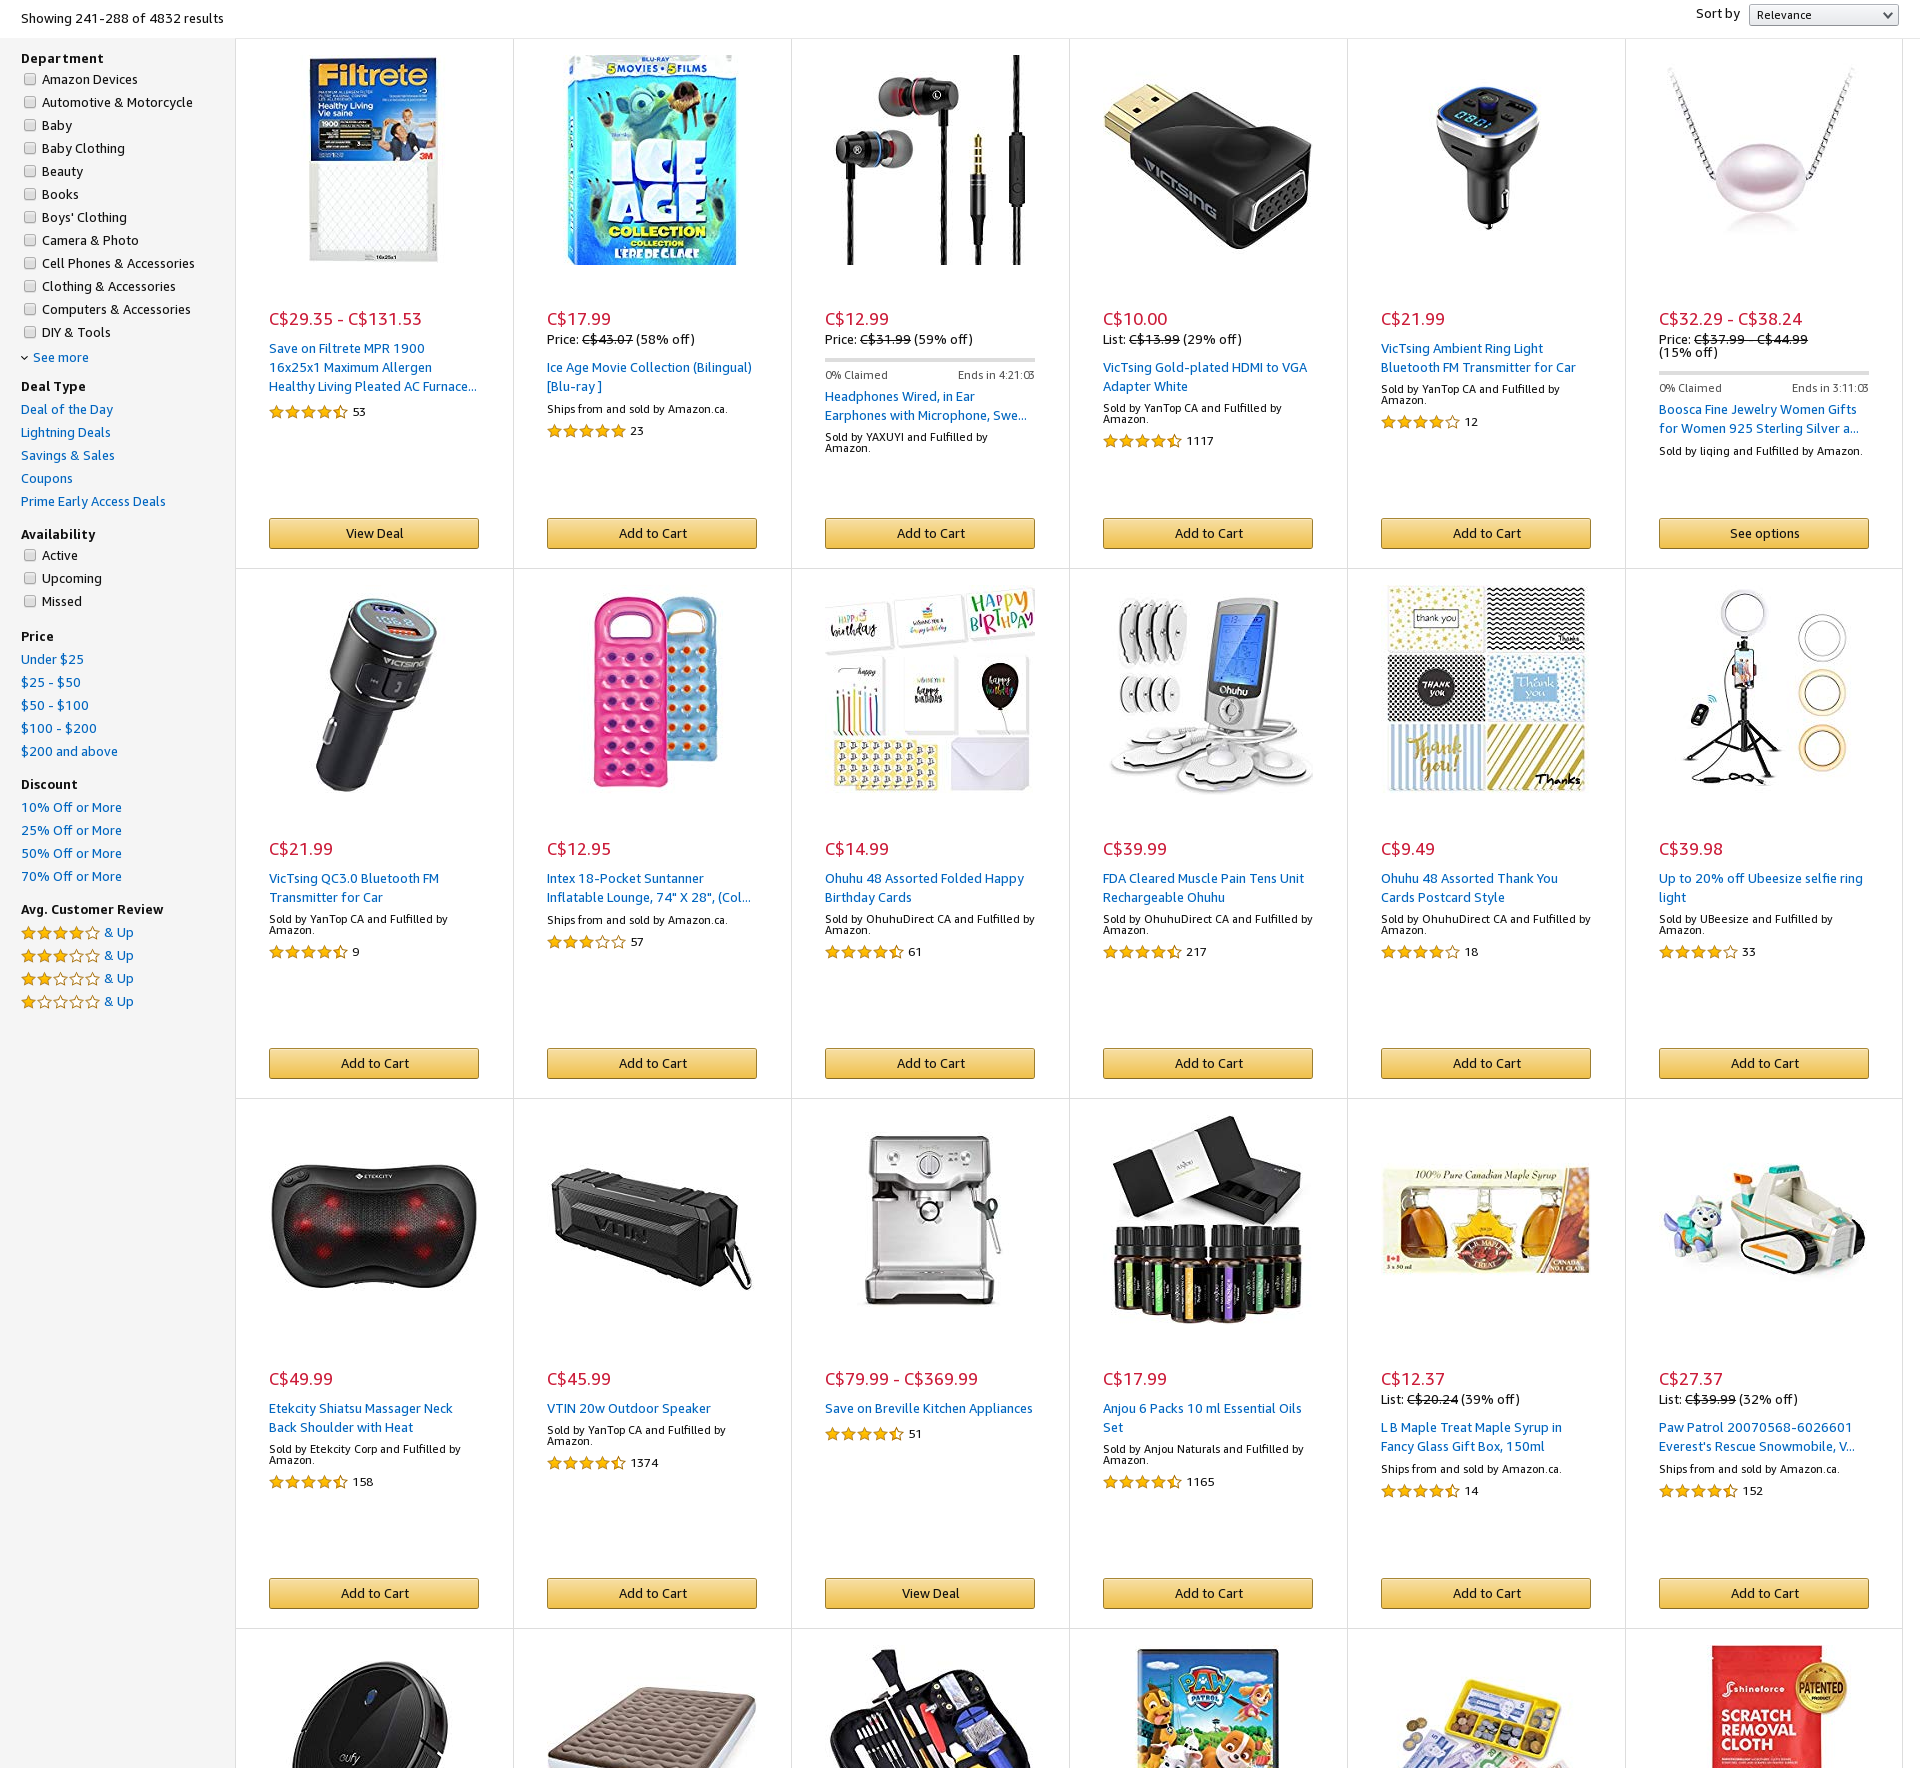 Showing 241-288 of 4832 results
Sort by
Relevance
Department
Amazon Devices
Automotive & Motorcycle
Baby
Baby Clothing
Beauty
Books
Boys' Clothing
Camera & Photo
Cell Phones & Accessories
Clothing & Accessories
Computers & Accessories
DIY & Tools
See more
Deal Type
Deal of the Day
Lightning Deals
Savings & Sales
Coupons
Prime Early Access Deals
Availability
Active
Upcoming
Missed
Price
Under $25
$25 - $50
$50 - $100
$100 - $200
$200 and above
Discount
10% Off or More
25% Off or More
50% Off or More
70% Off or More
Avg. Customer Review
& Up
& Up
& Up
& Up
Filtrete
Healthy Living
Vie saine
1900
3M
16x25x1
C$29.35 - C$131.53
Save on Filtrete MPR 1900
16x25x1 Maximum Allergen
Healthy Living Pleated AC Furnace...
53
View Deal
BLU-RAY
5 MOVIES • 5 FILMS
ICE
AGE
COLLECTION
COLLECTION
L'ÈRE DE GLACE
C$17.99
Price: C$43.07 (58% off)
Ice Age Movie Collection (Bilingual)
[Blu-ray ]
Ships from and sold by Amazon.ca.
23
Add to Cart
L
R
C$12.99
Price: C$31.99 (59% off)
0% Claimed
Ends in 4:21:03
Headphones Wired, in Ear
Earphones with Microphone, Swe...
Sold by YAXUYI and Fulfilled by
Amazon.
Add to Cart
VICTSING
C$10.00
List: C$13.99 (29% off)
VicTsing Gold-plated HDMI to VGA
Adapter White
Sold by YanTop CA and Fulfilled by
Amazon.
1117
Add to Cart
C$21.99
VicTsing Ambient Ring Light
Bluetooth FM Transmitter for Car
Sold by YanTop CA and Fulfilled by
Amazon.
12
Add to Cart
C$32.29 - C$38.24
Price: C$37.99 - C$44.99
(15% off)
0% Claimed
Ends in 3:11:03
Boosca Fine Jewelry Women Gifts
for Women 925 Sterling Silver a...
Sold by liqing and Fulfilled by Amazon.
See options
VICTSING
C$21.99
VicTsing QC3.0 Bluetooth FM
Transmitter for Car
Sold by YanTop CA and Fulfilled by
Amazon.
9
Add to Cart
C$12.95
Intex 18-Pocket Suntanner
Inflatable Lounge, 74" X 28", (Col...
Ships from and sold by Amazon.ca.
57
Add to Cart
happy
birthday
WISHING YOU A
happy birthday
HAPPY
BIRTHDAY
happy
happy
BIRTHDAY
happy
birthday
C$14.99
Ohuhu 48 Assorted Folded Happy
Birthday Cards
Sold by OhuhuDirect CA and Fulfilled by
Amazon.
61
Add to Cart
Ohuhu
C$39.99
FDA Cleared Muscle Pain Tens Unit
Rechargeable Ohuhu
Sold by OhuhuDirect CA and Fulfilled by
Amazon.
217
Add to Cart
thank you
Thanks
THANK
YOU
Thank
you
Thank
You!
Thanks
C$9.49
Ohuhu 48 Assorted Thank You
Cards Postcard Style
Sold by OhuhuDirect CA and Fulfilled by
Amazon.
18
Add to Cart
C$39.98
Up to 20% off Ubeesize selfie ring
light
Sold by UBeesize and Fulfilled by
Amazon.
33
Add to Cart
ETEKCITY
C$49.99
Etekcity Shiatsu Massager Neck
Back Shoulder with Heat
Sold by Etekcity Corp and Fulfilled by
Amazon.
158
Add to Cart
VTIN
C$45.99
VTIN 20w Outdoor Speaker
Sold by YanTop CA and Fulfilled by
Amazon.
1374
Add to Cart
C$79.99 - C$369.99
Save on Breville Kitchen Appliances
51
View Deal
ANJOU
C$17.99
Anjou 6 Packs 10 ml Essential Oils
Set
Sold by Anjou Naturals and Fulfilled by
Amazon.
1165
Add to Cart
100% Pure Canadian Maple Syrup
L.B. MAPLE
TREAT
3 x 50 ml
CANADA
NO.1 CLAIR
C$12.37
List: C$20.24 (39% off)
L B Maple Treat Maple Syrup in
Fancy Glass Gift Box, 150ml
Ships from and sold by Amazon.ca.
14
Add to Cart
C$27.37
List: C$39.99 (32% off)
Paw Patrol 20070568-6026601
Everest's Rescue Snowmobile, V...
Ships from and sold by Amazon.ca.
152
Add to Cart
eufy
PAW
PATROL
shineforce
PATENTED
PRODUCT
SCRATCH
REMOVAL
CLOTH